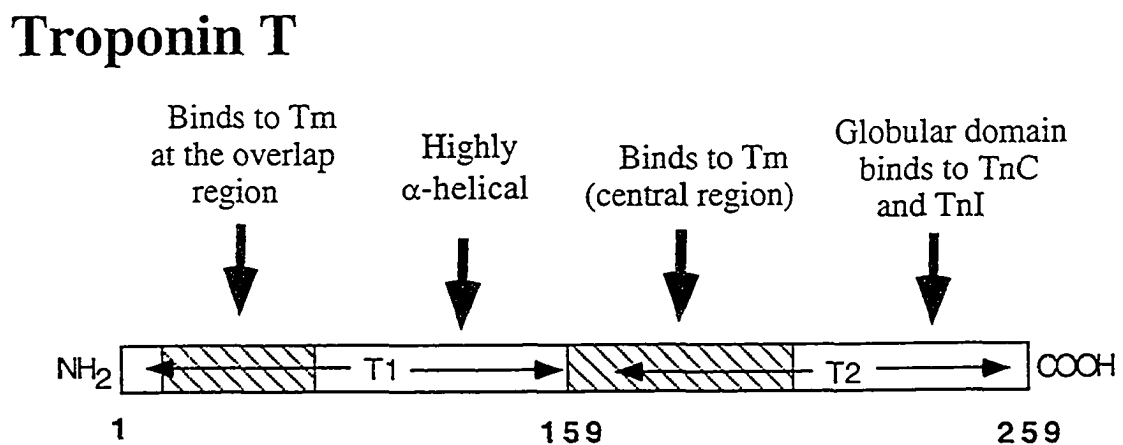 Troponin T
Binds to Tm
at the overlap
region
Highly
α-helical
Binds to Tm
(central region)
Globular domain
binds to TnC
and TnI
NH2
T1
T2
COOH
1
159
259